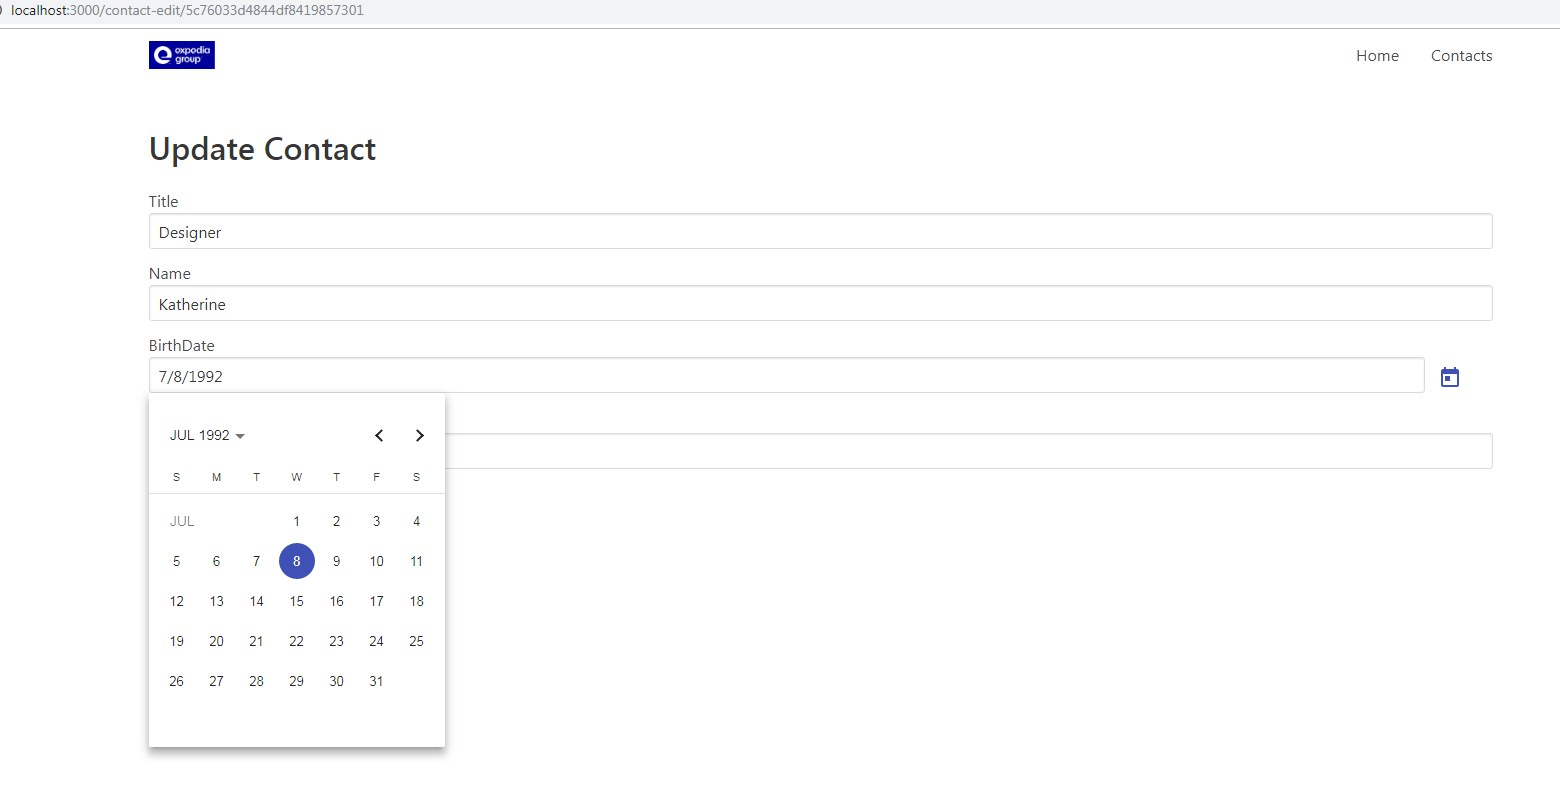 localhost:3000/contact-edit/5c76033d4844df8419857301
expedia
group
Home Contacts
Update Contact
Title
Designer
Name
Katherine
BirthDate
7/8/1992
JUL 1992
S M T W T F S
JUL 1 2 3 4
5 6 7 8 9 10 11
12 13 14 15 16 17 18
19 20 21 22 23 24 25
26 27 28 29 30 31